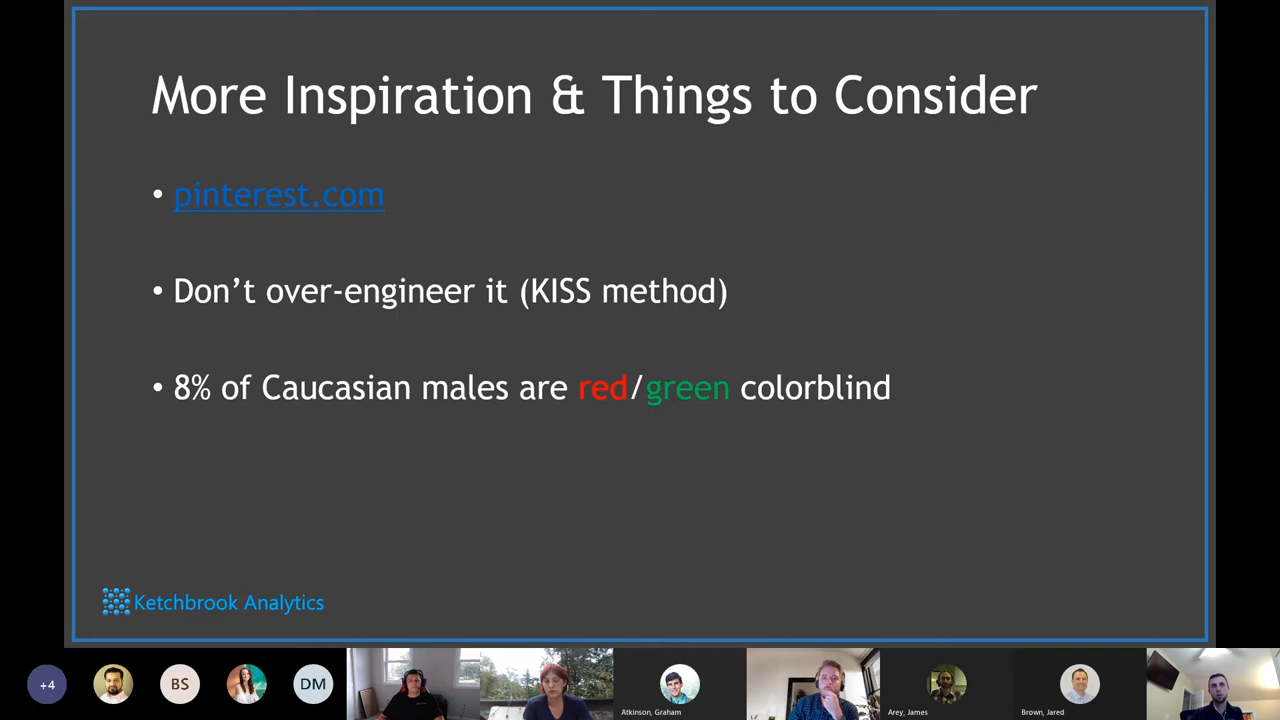 More Inspiration & Things to Consider
• pinterest.com
• Don’t over-engineer it (KISS method)
• 8% of Caucasian males are red/green colorblind
Ketchbrook Analytics
+4
BS
DM
Atkinson, Graham
Arey, James
Brown, Jared